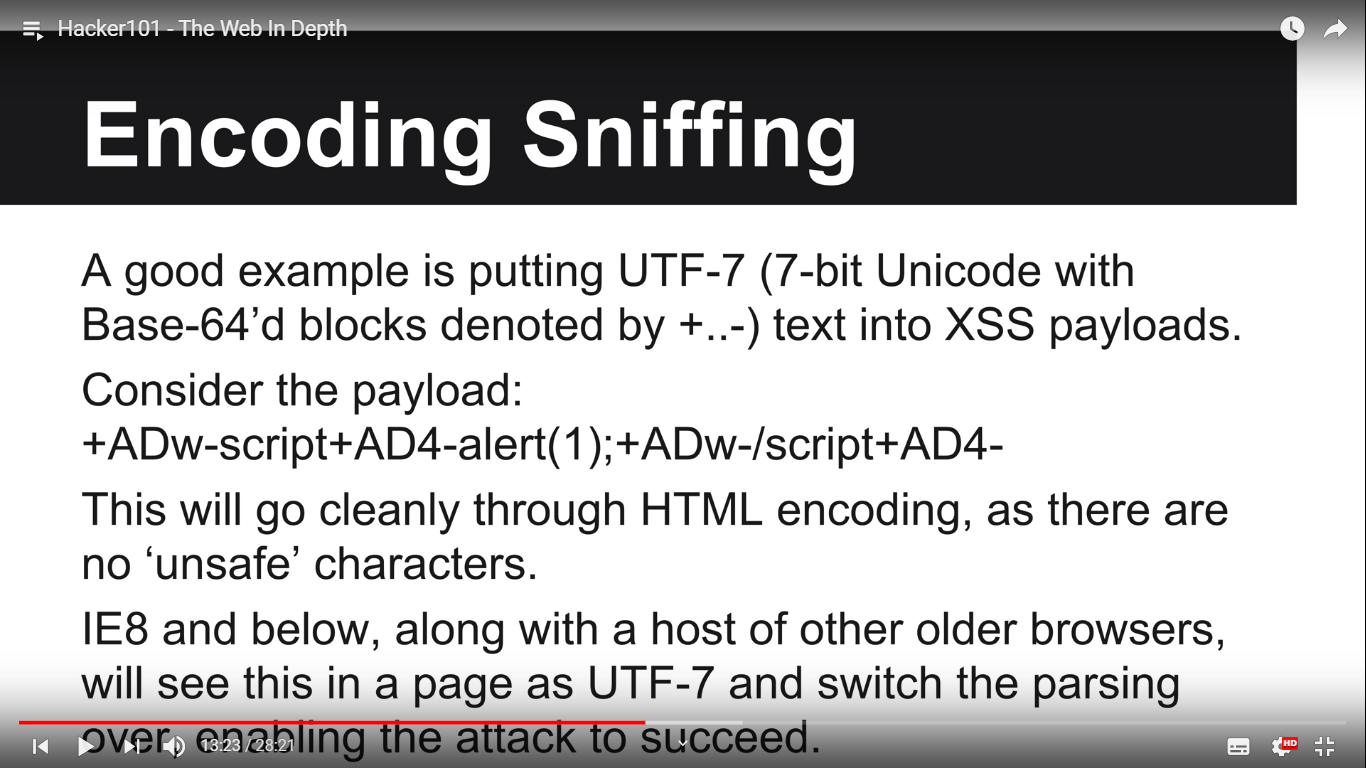 Hacker101 - The Web In Depth
Encoding Sniffing
A good example is putting UTF-7 (7-bit Unicode with
Base-64’d blocks denoted by +..-) text into XSS payloads.
Consider the payload:
+ADw-script+AD4-alert(1);+ADw-/script+AD4-
This will go cleanly through HTML encoding, as there are
no ‘unsafe’ characters.
IE8 and below, along with a host of other older browsers,
will see this in a page as UTF-7 and switch the parsing
over, enabling the attack to succeed.
13:23 / 28:21
HD